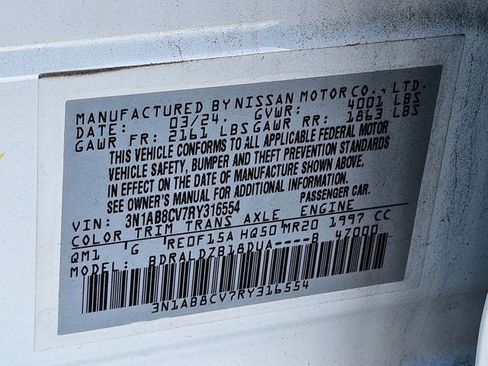 MANUFACTURED BY NISSAN MOTOR CO., LTD.
DATE: 03/24. GVWR: 4001 LBS
GAWR FR: 2161 LBS GAWR RR: 1863 LBS
THIS VEHICLE CONFORMS TO ALL APPLICABLE FEDERAL MOTOR
VEHICLE SAFETY, BUMPER AND THEFT PREVENTION STANDARDS
IN EFFECT ON THE DATE OF MANUFACTURE SHOWN ABOVE.
SEE OWNER'S MANUAL FOR ADDITIONAL INFORMATION.
VIN: 3N1AB8CV7RY316554 PASSENGER CAR.
COLOR TRIM TRANS AXLE ENGINE
QM1 G RE0F15A HQ50 MR20 1997 CC
MODEL: BDRALDZB18DUA----B 47000
3N1AB8CV7RY316554